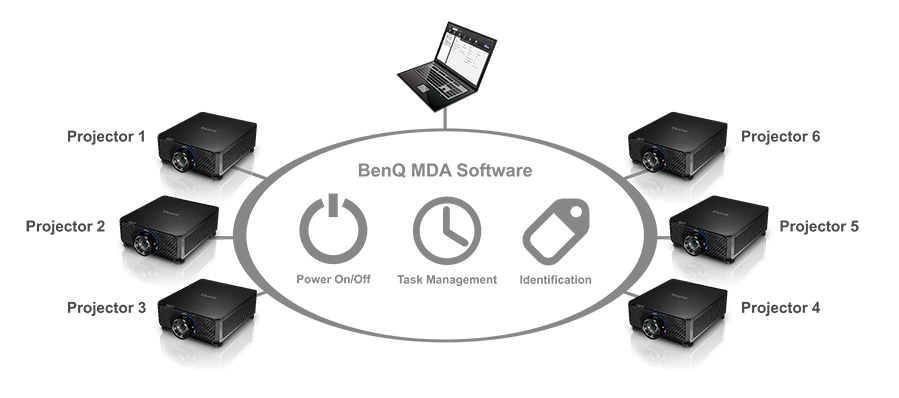 Projector 1
Projector 6
BenQ MDA Software
Projector 2
Projector 5
Power On/Off
Task Management
Identification
Projector 3
Projector 4